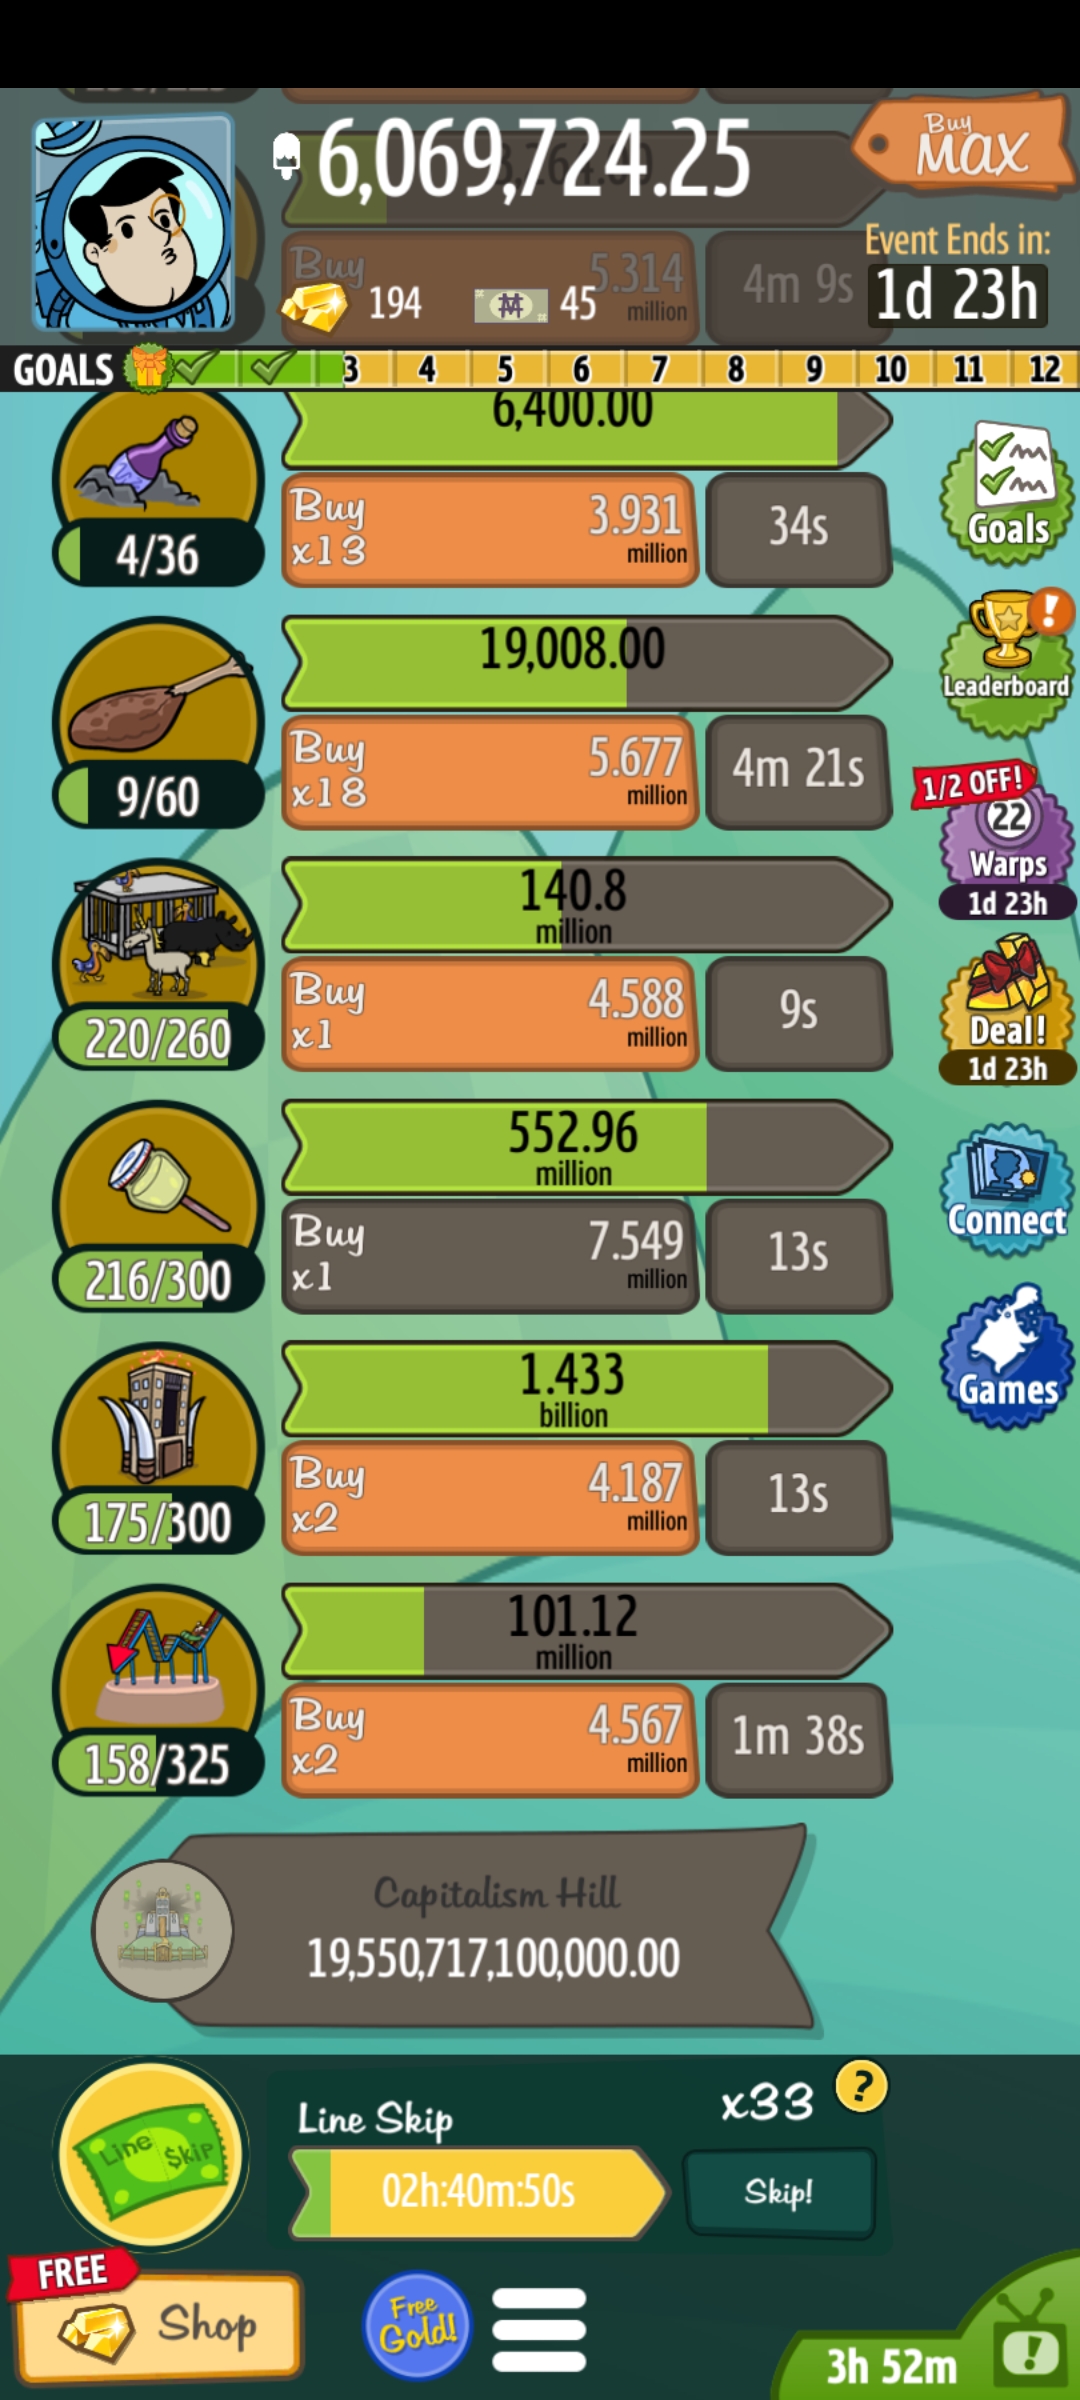 6,069,724.25
Buy
MAX
Buy
5.314
million
4m 9s
194
45
Event Ends in:
1d 23h
GOALS
3 4 5 6 7 8 9 10 11 12
6,400.00
4/36
Buy
x13
3.931
million
34s
Goals
19,008.00
9/60
Buy
x18
5.677
million
4m 21s
Leaderboard
1/2 OFF!
22
Warps
1d 23h
140.8
million
220/260
Buy
x1
4.588
million
9s
Deal!
1d 23h
552.96
million
216/300
Buy
x1
7.549
million
13s
Connect
1.433
billion
175/300
Buy
x2
4.187
million
13s
Games
101.12
million
158/325
Buy
x2
4.567
million
1m 38s
Capitalism Hill
19,550,717,100,000.00
Line $kip
Line Skip
x33
?
02h:40m:50s
Skip!
FREE
Shop
Free
Gold!
3h 52m